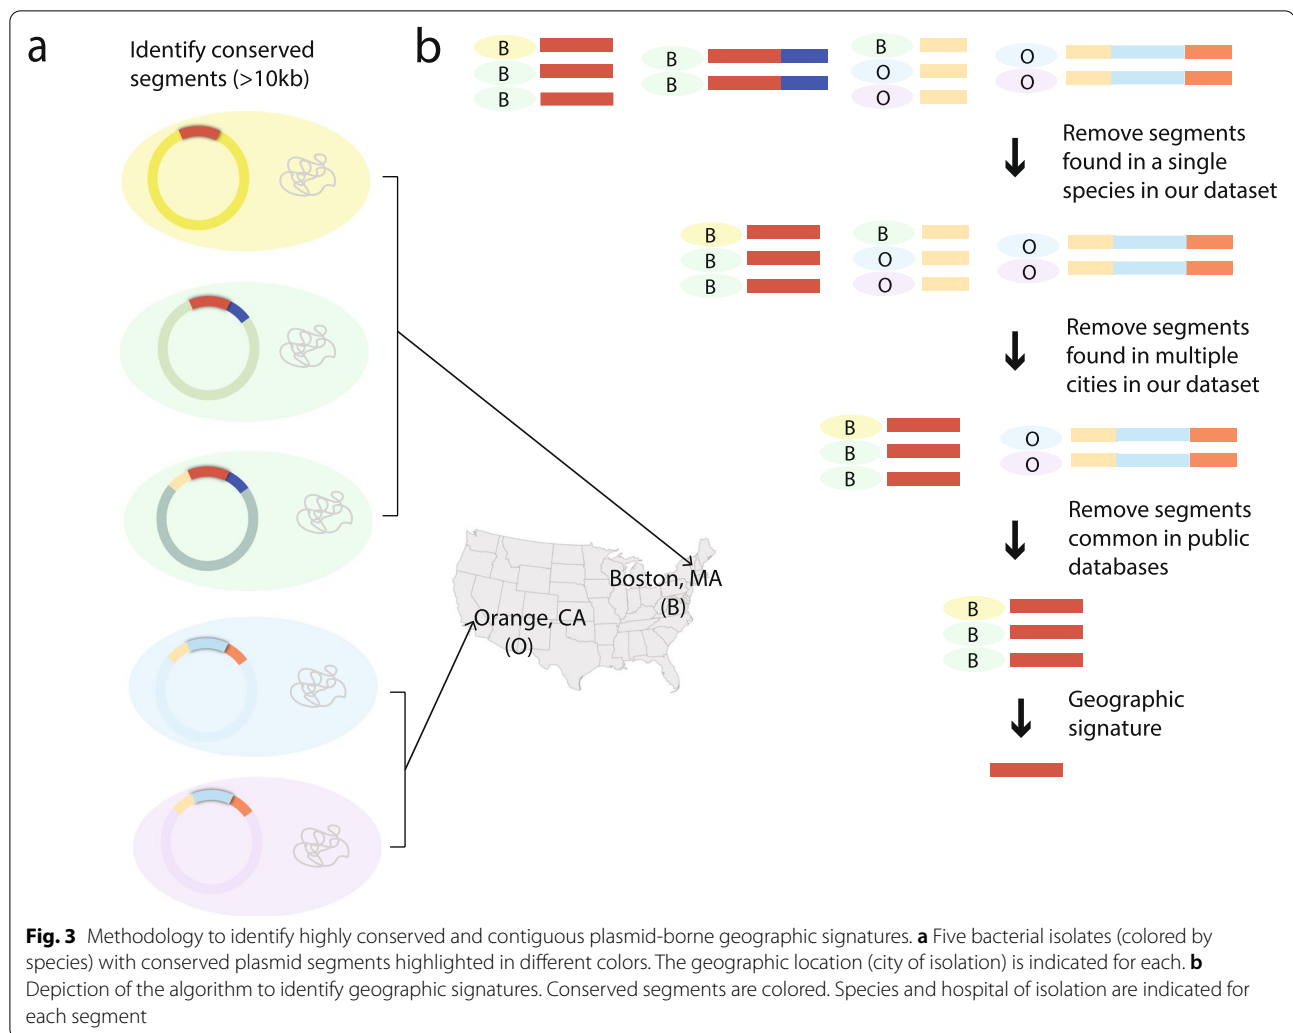 a
Identify conserved
segments (>10kb)
b
B
B
B
B
B
B
O
O
O
O
Remove segments
found in a single
species in our dataset
B
B
B
B
O
O
O
O
Remove segments
found in multiple
cities in our dataset
B
B
B
O
O
Remove segments
common in public
databases
B
B
B
Geographic
signature
Boston, MA
(B)
Orange, CA
(O)
Fig. 3 Methodology to identify highly conserved and contiguous plasmid-borne geographic signatures. a Five bacterial isolates (colored by
species) with conserved plasmid segments highlighted in different colors. The geographic location (city of isolation) is indicated for each. b
Depiction of the algorithm to identify geographic signatures. Conserved segments are colored. Species and hospital of isolation are indicated for
each segment